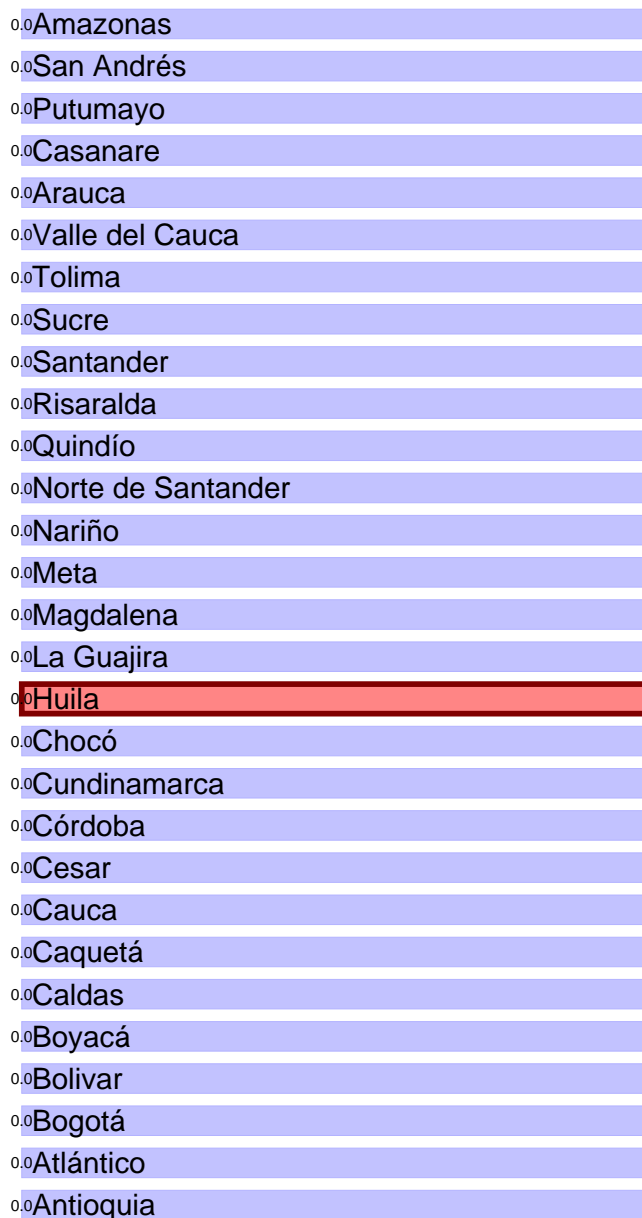 0.0Amazonas
0.0San Andrés
0.0Putumayo
0.0Casanare
0.0Arauca
0.0Valle del Cauca
0.0Tolima
0.0Sucre
0.0Santander
0.0Risaralda
0.0Quindío
0.0Norte de Santander
0.0Nariño
0.0Meta
0.0Magdalena
0.0La Guajira
0.0Huila
0.0Chocó
0.0Cundinamarca
0.0Córdoba
0.0Cesar
0.0Cauca
0.0Caquetá
0.0Caldas
0.0Boyacá
0.0Bolivar
0.0Bogotá
0.0Atlántico
0.0Antioquia